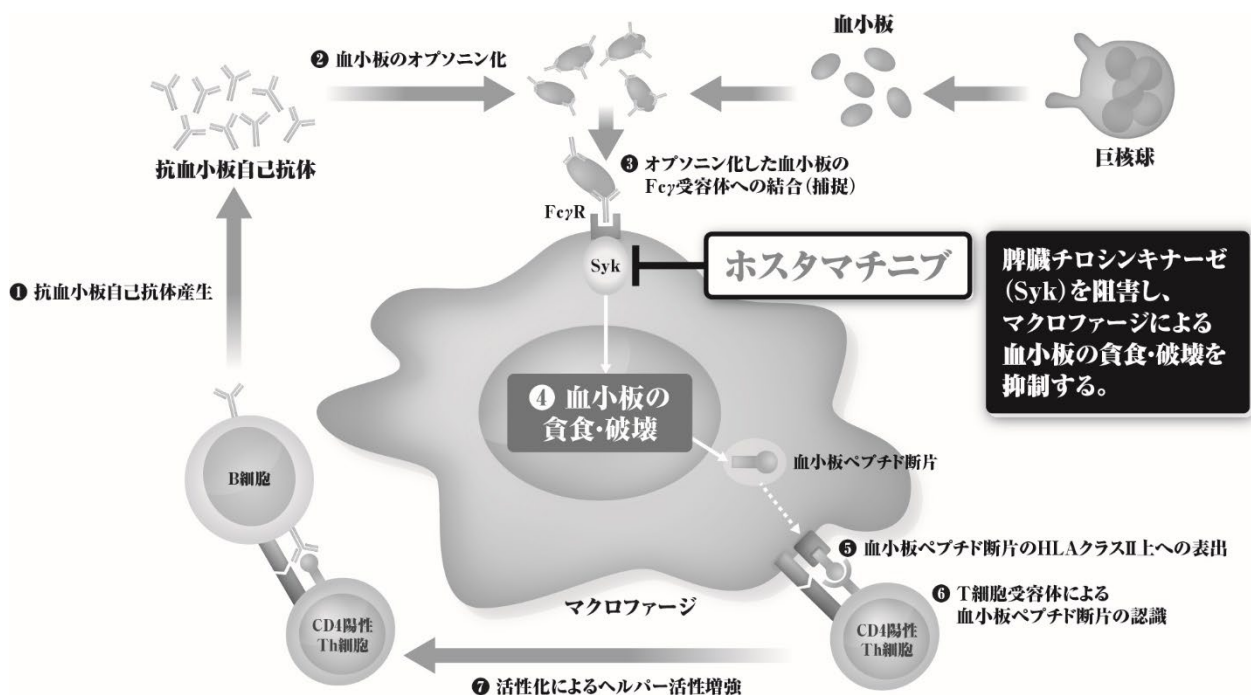 ❷ 血小板のオプソニン化
血小板
抗血小板自己抗体
巨核球
❸ オプソニン化した血小板の
Fcγ受容体への結合(捕捉)
FcγR
Syk
ホスタマチニブ
脾臓チロシンキナーゼ
(Syk)を阻害し、
マクロファージによる
血小板の貪食・破壊を
抑制する。
❶ 抗血小板自己抗体産生
❹ 血小板の
貪食・破壊
血小板ペプチド断片
B細胞
❺ 血小板ペプチド断片のHLAクラスⅡ上への表出
❻ T細胞受容体による
血小板ペプチド断片の認識
マクロファージ
CD4陽性
Th細胞
CD4陽性
Th細胞
❼ 活性化によるヘルパー活性増強